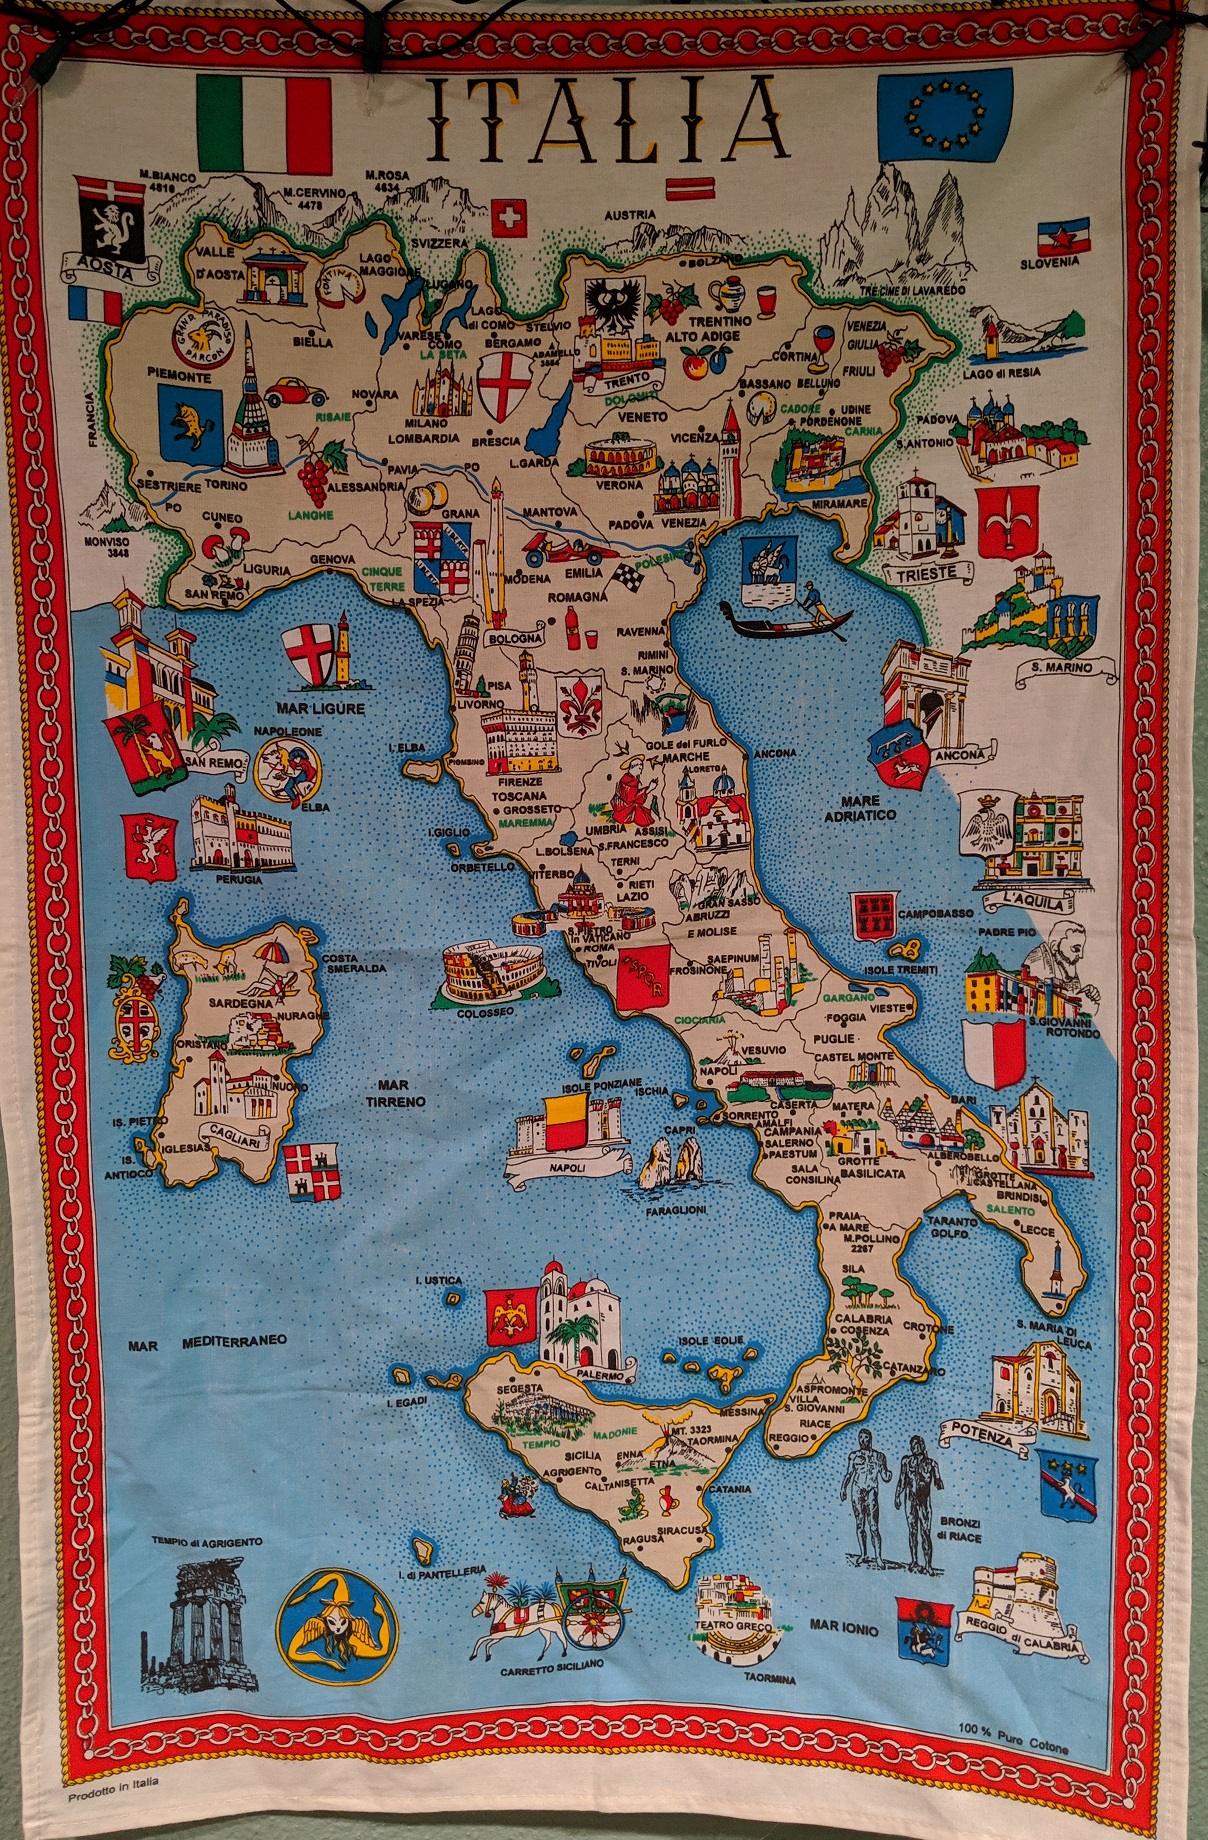 ITALIA
M.BIANCO
4810
M.CERVINO
4478
M.ROSA
4634
SVIZZERA
AUSTRIA
TRE CIME DI LAVAREDO
SLOVENIA
AOSTA
VALLE
D'AOSTA
FONTINA
LAGO
MAGGIORE
LUGANO
LAGO
di COMO
STELVIO
BOLZANO
TRENTINO
ALTO ADIGE
VENEZIA
GIULIA
FRIULI
CORTINA
LAGO di RESIA
GRAN PARADISO
PARCO N.
BIELLA
VARESE
COMO
LA SETA
BERGAMO
ADAMELLO
3554
TRENTO
DOLOMITI
BASSANO
BELLUNO
FRANCIA
PIEMONTE
NOVARA
RISAIE
MILANO
LOMBARDIA
BRESCIA
L.GARDA
VENETO
VICENZA
CADORE
UDINE
PORDENONE
CARNIA
PADOVA
S.ANTONIO
SESTRIERE
TORINO
PO
ALESSANDRIA
PAVIA
PO
VERONA
MIRAMARE
MONVISO
3848
CUNEO
LANGHE
GRANA
MANTOVA
PADOVA
VENEZIA
TRIESTE
LIGURIA
GENOVA
SAN REMO
CINQUE
TERRE
LIBERTAS
LA SPEZIA
MODENA
EMILIA
ROMAGNA
POLESINE
BOLOGNA
RAVENNA
RIMINI
S. MARINO
S. MARINO
MAR LIGURE
PISA
LIVORNO
SAN REMO
NAPOLEONE
ELBA
I. ELBA
PIOMBINO
FIRENZE
TOSCANA
GROSSETO
MAREMMA
GOLE del FURLO
MARCHE
LORETO
ANCONA
ANCONA
MARE
ADRIATICO
PERUGIA
I.GIGLIO
ORBETELLO
L.BOLSENA
UMBRIA
ASSISI
S.FRANCESCO
TERNI
VITERBO
RIETI
LAZIO
GRAN SASSO
ABRUZZI
E MOLISE
L'AQUILA
CAMPOBASSO
PADRE PIO
S.PIETRO
in VATICANO
ROMA
TIVOLI
SPQR
FROSINONE
SAEPINUM
ISOLE TREMITI
COSTA
SMERALDA
SARDEGNA
NURAGHE
ORISTANO
NUORO
CAGLIARI
IS. PIETRO
IGLESIAS
IS.
ANTIOCO
COLOSSEO
CIOCIARIA
GARGANO
VIESTE
FOGGIA
S.GIOVANNI
ROTONDO
MAR
TIRRENO
ISOLE PONZIANE
ISCHIA
VESUVIO
NAPOLI
PUGLIE
CASTEL MONTE
CASERTA
MATERA
BARI
SORRENTO
AMALFI
CAMPANIA
SALERNO
PAESTUM
CAPRI
NAPOLI
FARAGLIONI
SALA
CONSILINA
GROTTE
BASILICATA
ALBEROBELLO
GROTTE
CASTELLANA
BRINDISI
SALENTO
LECCE
TARANTO
GOLFO
PRAIA
A MARE
M.POLLINO
2267
SILA
S. MARIA DI
LEUCA
I. USTICA
MAR MEDITERRANEO
ISOLE EOLIE
PALERMO
I. EGADI
CALABRIA
COSENZA
CROTONE
CATANZARO
ASPROMONTE
VILLA
S. GIOVANNI
RIACE
REGGIO
SEGESTA
TEMPIO
MADONIE
MESSINA
MT. 3323
TAORMINA
SICILIA
ENNA
ETNA
AGRIGENTO
CALTANISETTA
CATANIA
RAGUSA
SIRACUSA
POTENZA
BRONZI
di RIACE
TEMPIO di AGRIGENTO
I. di PANTELLERIA
CARRETTO SICILIANO
TEATRO GRECO
TAORMINA
MAR IONIO
REGGIO di CALABRIA
100 % Puro Cotone
Prodotto in Italia